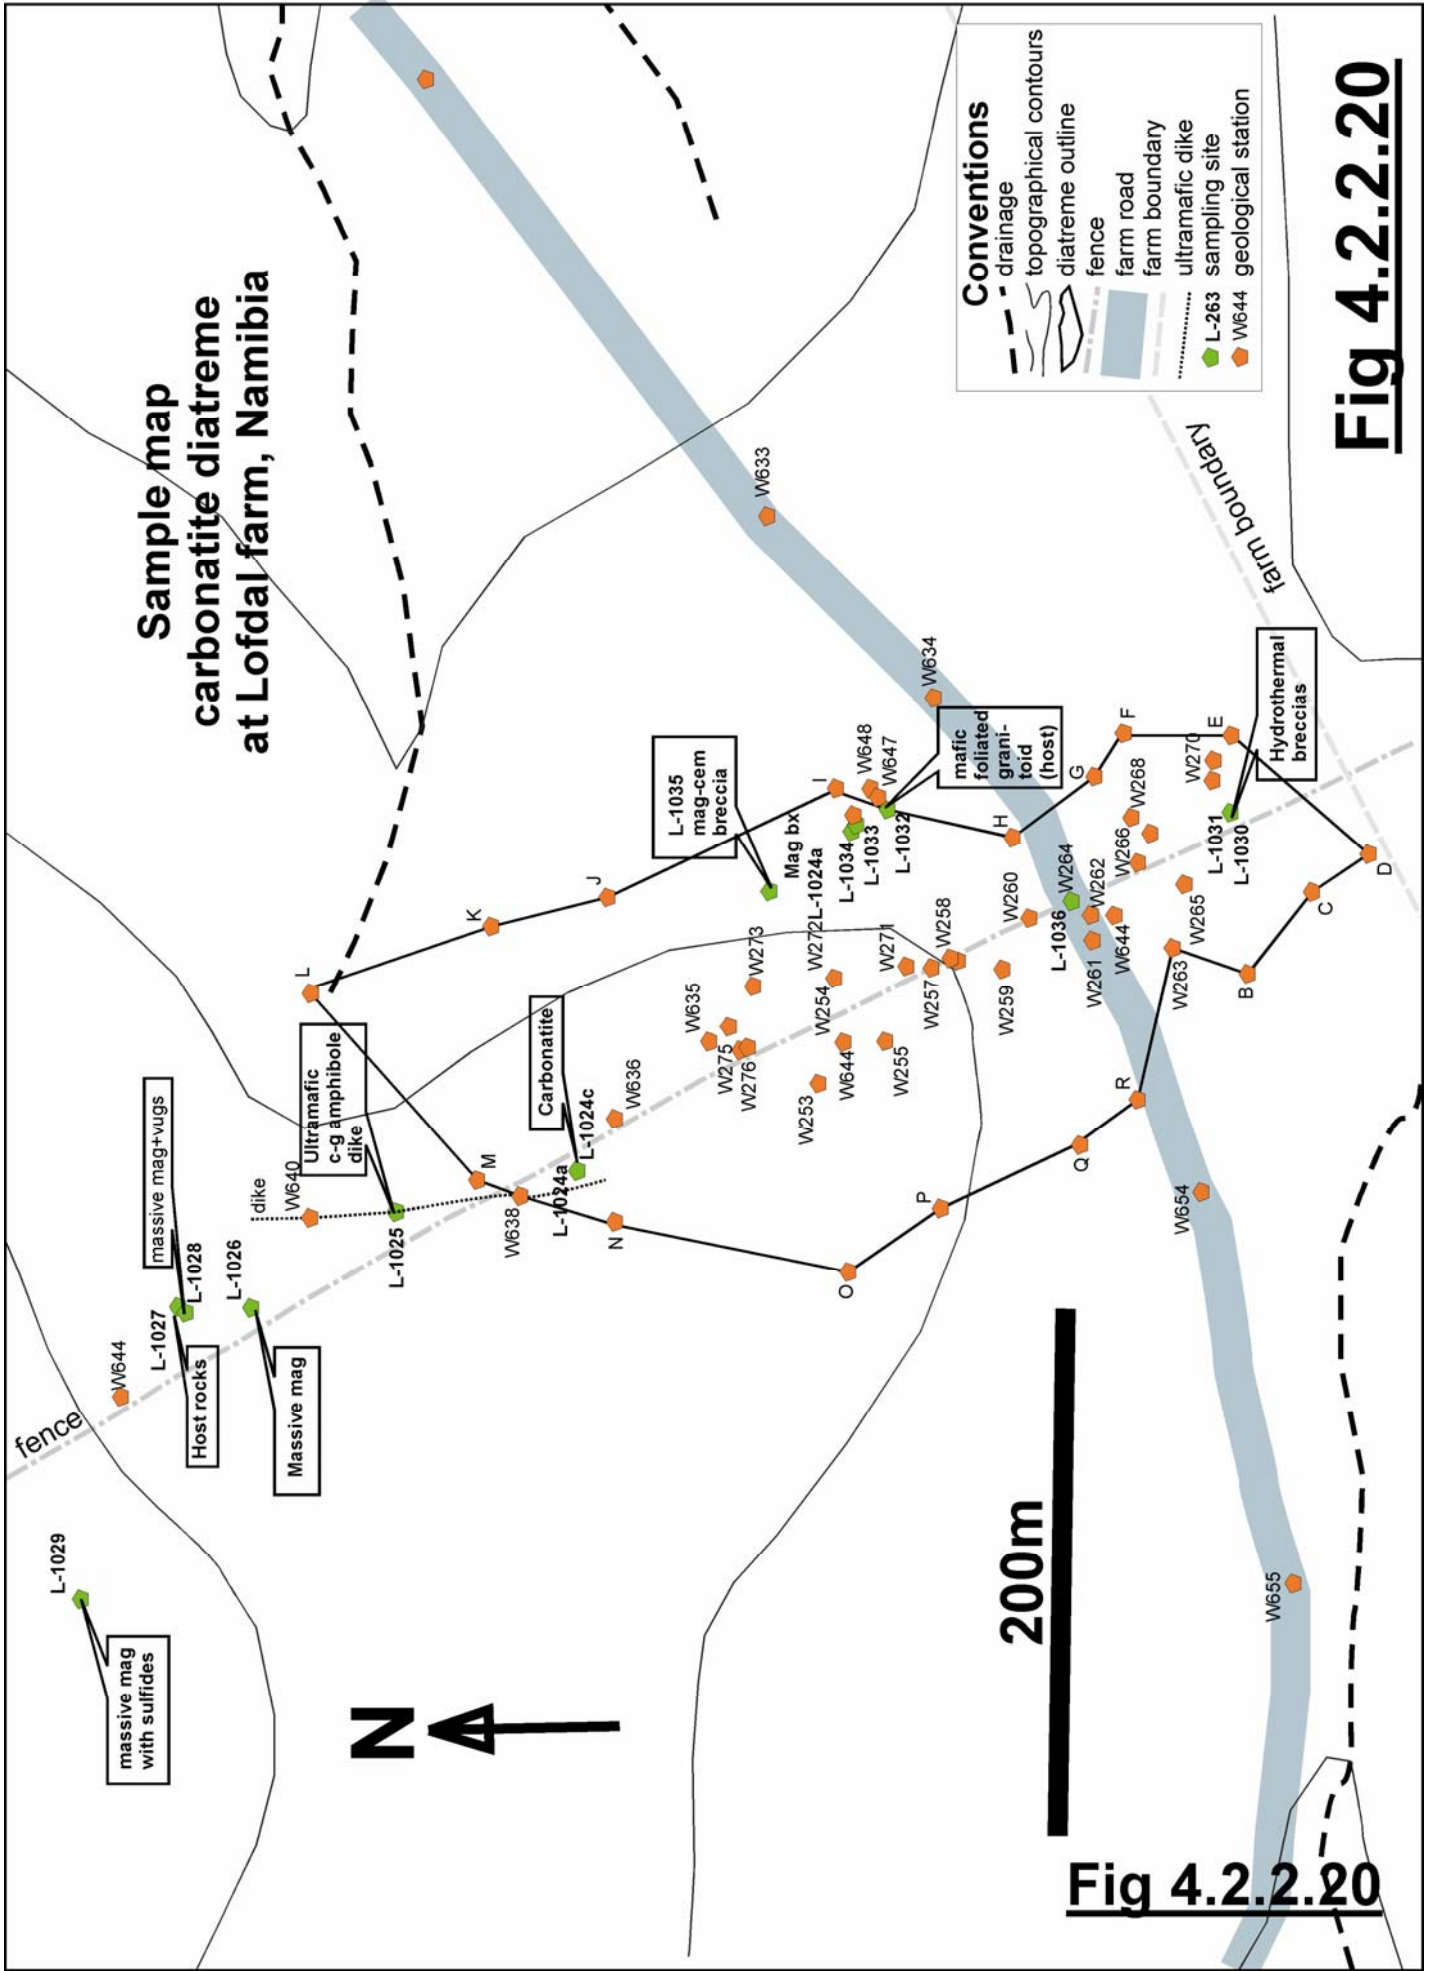 Sample map
carbonatite diatreme
at Lofdal farm, Namibia
fence
L-1029
massive mag
with sulfides
W644
L-1027
L-1028
massive mag+vugs
Host rocks
L-1026
Massive mag
dike
W640
Ultramafic
c-g amphibole
dike
L-1025
L
M
W638
K
Carbonatite
L-1024a
L-1024c
N
J
W636
W635
W275
W276
W273
L-1035
mag-cem
breccia
Mag bx
L-1024a
W272
W254
W253
W644
W255
W271
W257
W258
W259
W260
I
L-1034
L-1033
L-1032
W648
W647
mafic
foliated
grani-
toid
(host)
W633
W634
O
P
Q
R
H
G
F
E
D
C
B
L-1036
W264
W262
W261
W644
W263
W265
W266
W268
W270
L-1031
L-1030
Hydrothermal
breccias
W654
W655
farm boundary
N
200m
Conventions
drainage
topographical contours
diatreme outline
fence
farm road
farm boundary
ultramafic dike
L-263 sampling site
W644 geological station
Fig 4.2.2.20
Fig 4.2.2.20